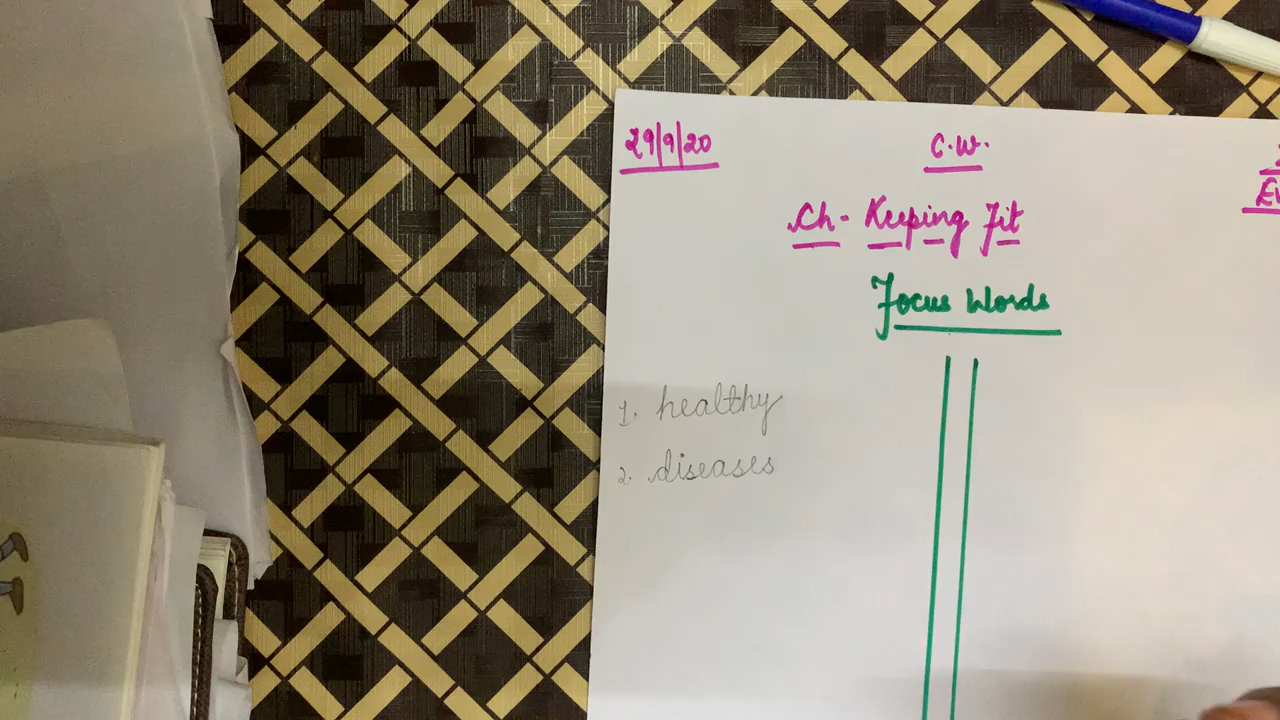 29/9/20 C.W.
Ch- Keeping Fit
Focus Words
1. healthy
2. diseases